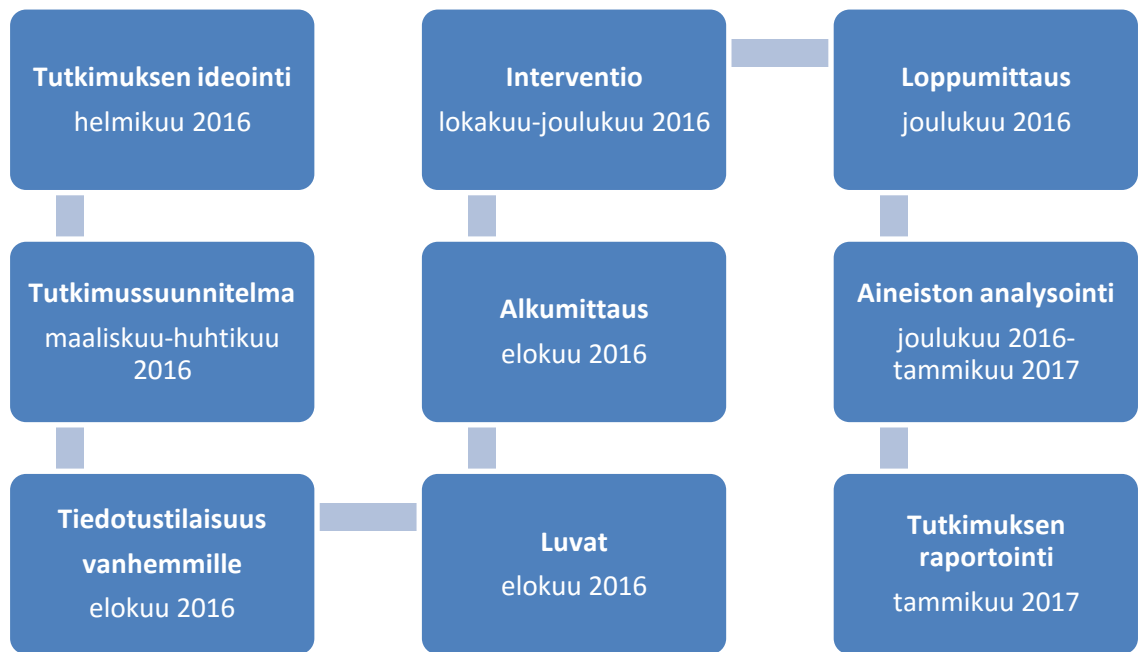 Tutkimuksen ideointi
helmikuu 2016
Tutkimussuunnitelma
maaliskuu-huhtikuu
2016
Tiedotustilaisuus
vanhemmille
elokuu 2016
Luvat
elokuu 2016
Alkumittaus
elokuu 2016
Interventio
lokakuu-joulukuu 2016
Loppumittaus
joulukuu 2016
Aineiston analysointi
joulukuu 2016-
tammikuu 2017
Tutkimuksen
raportointi
tammikuu 2017